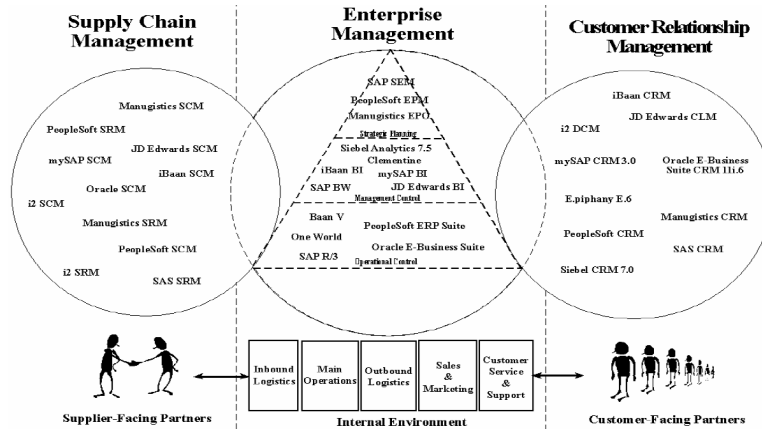 Supply Chain
Management
Enterprise
Management
Customer Relationship
Management
Manugistics SCM
PeopleSoft SRM
JD Edwards SCM
mySAP SCM
iBaan SCM
Oracle SCM
i2 SCM
Manugistics SRM
PeopleSoft SCM
i2 SRM
SAS SRM
SAP SEM
PeopleSoft EPM
Manugistics EPO
Strategic Planning
Siebel Analytics 7.5
Clementine
iBaan BI
mySAP BI
SAP BW
JD Edwards BI
Management Control
Baan V
PeopleSoft ERP Suite
One World
Oracle E-Business Suite
SAP R/3
Operational Control
iBaan CRM
JD Edwards CLM
i2 DCM
mySAP CRM 3.0
Oracle E-Business
Suite CRM 11i.6
E.piphany E.6
Manugistics CRM
PeopleSoft CRM
SAS CRM
Siebel CRM 7.0
Inbound
Logistics
Main
Operations
Outbound
Logistics
Sales
&
Marketing
Customer
Service
&
Support
Supplier-Facing Partners
Internal Environment
Customer-Facing Partners